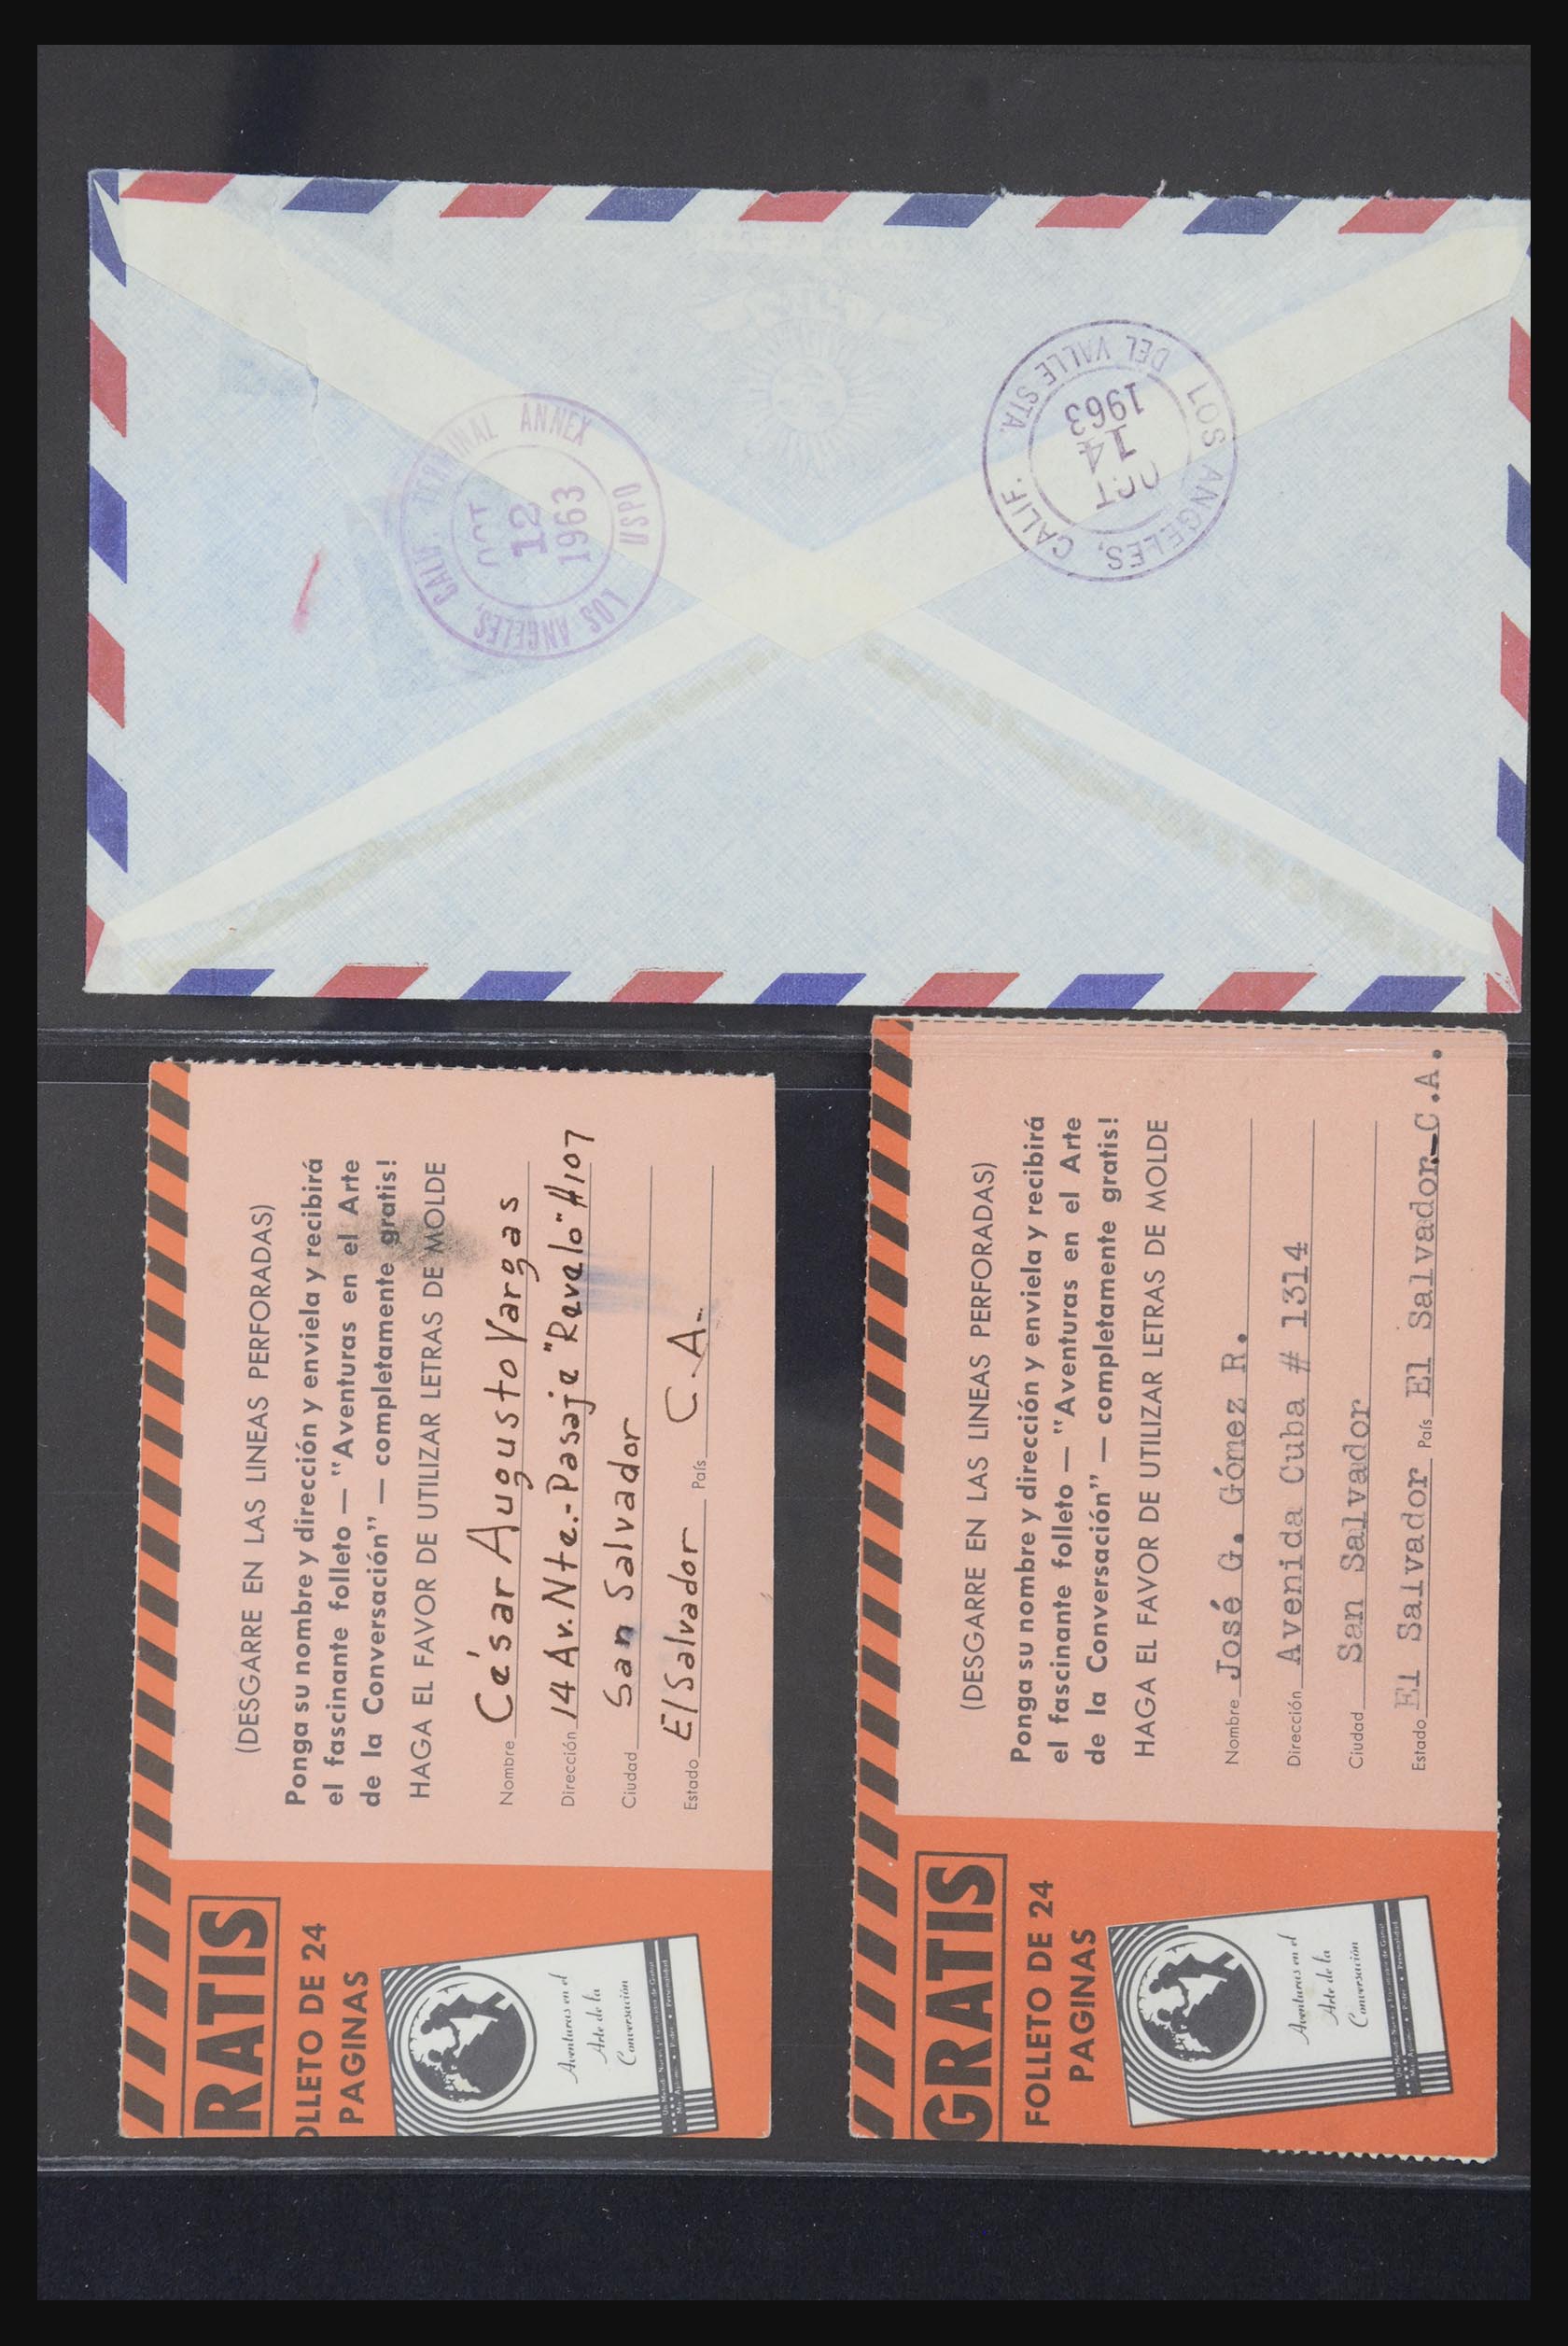 LOS ANGELES, CALIF. TERMINAL ANNEX
OCT
12
1963
USPO
LOS ANGELES, CALIF.
DEL VALLE STA.
OCT
14
1963
(DESGARRE EN LAS LINEAS PERFORADAS)
Ponga su nombre y dirección y enviela y recibirá
el fascinante folleto — "Aventuras en el Arte
de la Conversación" — completamente gratis!
HAGA EL FAVOR DE UTILIZAR LETRAS DE MOLDE
Nombre César Augusto Vargas
Dirección 14 Av. Nte.-Pasaje "Revelo" #107
Ciudad San Salvador
Estado El Salvador País C.A.-
RATIS
OLLETO DE 24
PAGINAS
Aventuras en el
Arte de la
Conversación
(DESGARRE EN LAS LINEAS PERFORADAS)
Ponga su nombre y dirección y enviela y recibirá
el fascinante folleto — "Aventuras en el Arte
de la Conversación" — completamente gratis!
HAGA EL FAVOR DE UTILIZAR LETRAS DE MOLDE
Nombre José G. Gómez R.
Dirección Avenida Cuba # 1314
Ciudad San Salvador
Estado El Salvador País El Salvador.-C.A.
GRATIS
FOLLETO DE 24
PAGINAS
Aventuras en el
Arte de la
Conversación